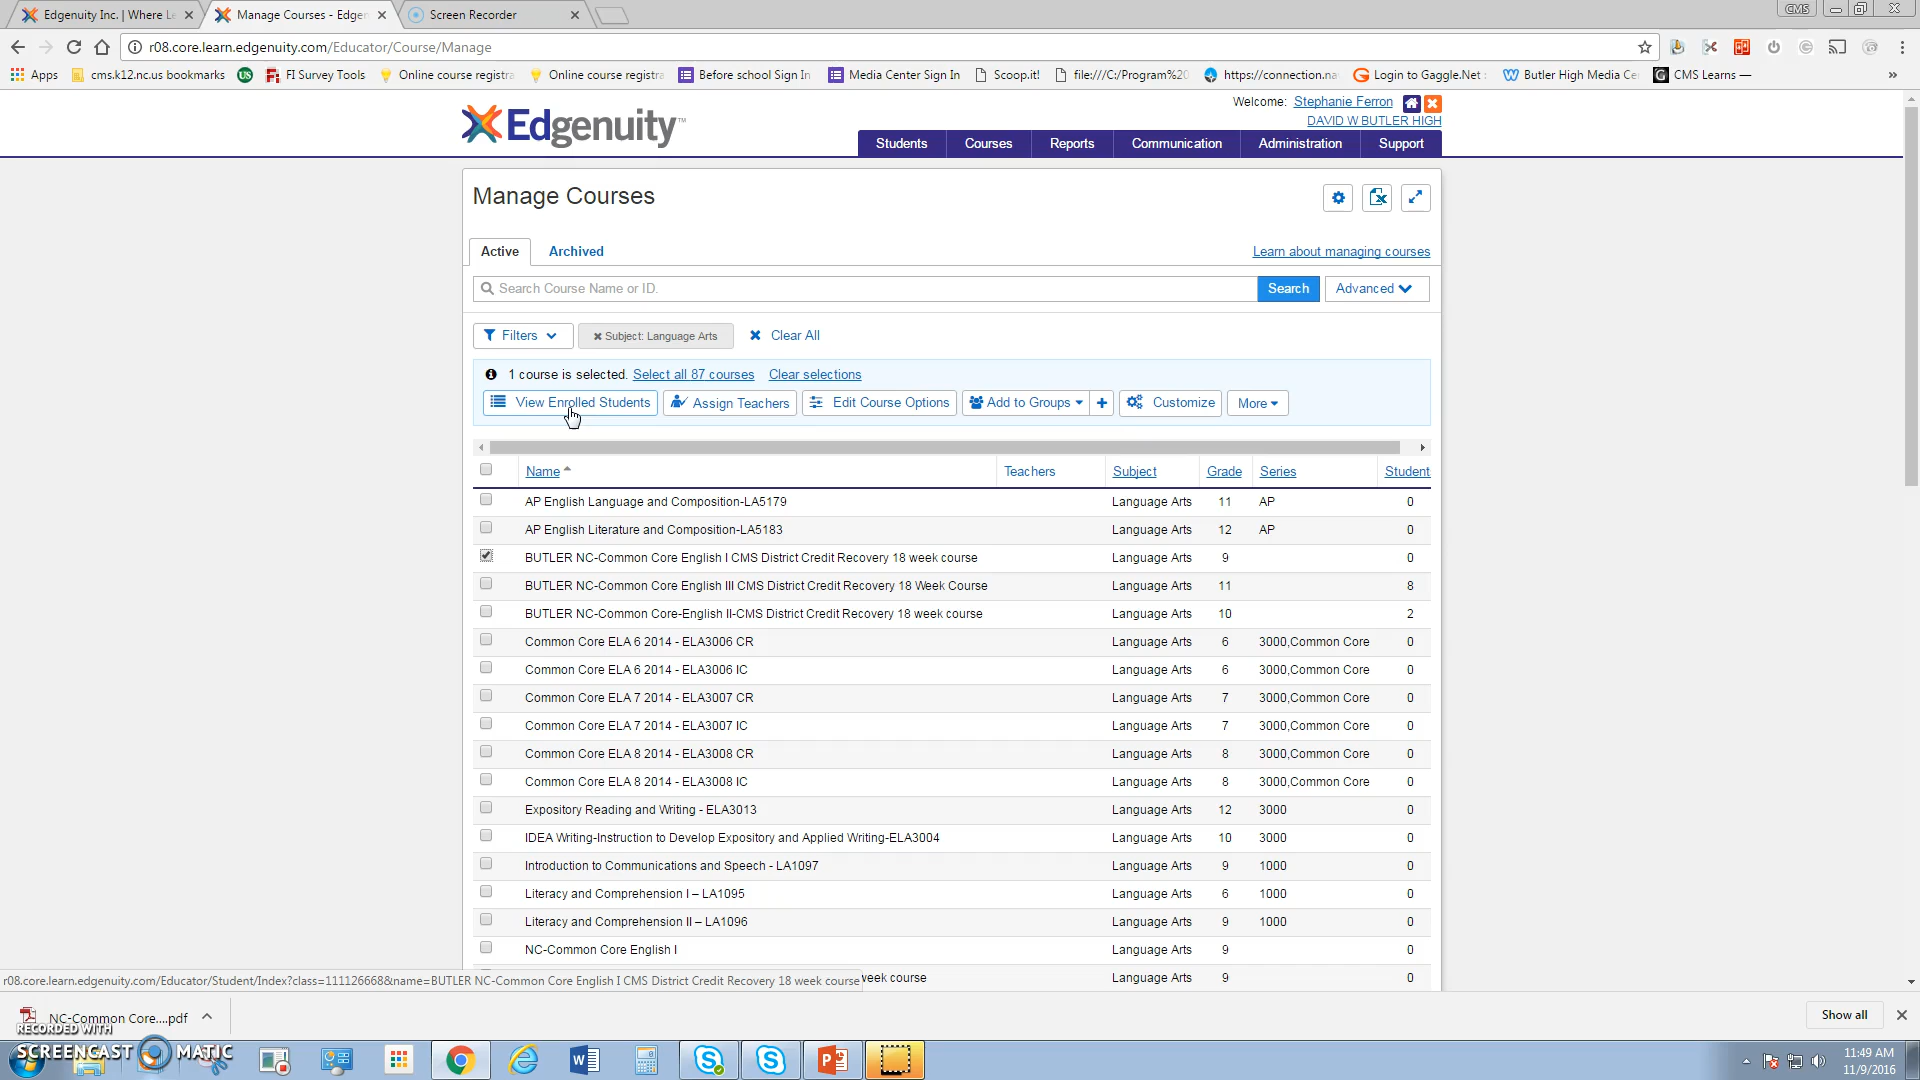 Edgenuity Inc. | Where Le
Manage Courses - Edgen
Screen Recorder
CMS
r08.core.learn.edgenuity.com/Educator/Course/Manage
Apps
cms.k12.nc.us bookmarks
US
FI Survey Tools
Online course registra
Online course registra
Before school Sign In
Media Center Sign In
Scoop.it!
file:///C:/Program%20
https://connection.na
Login to Gaggle.Net :
Butler High Media Ce
CMS Learns —
Edgenuity™
Welcome: Stephanie Ferron
DAVID W BUTLER HIGH
Students Courses Reports Communication Administration Support
Manage Courses
Active Archived Learn about managing courses
Search Course Name or ID. Search Advanced
Filters Subject: Language Arts Clear All
1 course is selected. Select all 87 courses Clear selections
View Enrolled Students Assign Teachers Edit Course Options Add to Groups + Customize More
Name Teachers Subject Grade Series Student
AP English Language and Composition-LA5179 Language Arts 11 AP 0
AP English Literature and Composition-LA5183 Language Arts 12 AP 0
BUTLER NC-Common Core English I CMS District Credit Recovery 18 week course Language Arts 9 0
BUTLER NC-Common Core English III CMS District Credit Recovery 18 Week Course Language Arts 11 8
BUTLER NC-Common Core-English II-CMS District Credit Recovery 18 week course Language Arts 10 2
Common Core ELA 6 2014 - ELA3006 CR Language Arts 6 3000,Common Core 0
Common Core ELA 6 2014 - ELA3006 IC Language Arts 6 3000,Common Core 0
Common Core ELA 7 2014 - ELA3007 CR Language Arts 7 3000,Common Core 0
Common Core ELA 7 2014 - ELA3007 IC Language Arts 7 3000,Common Core 0
Common Core ELA 8 2014 - ELA3008 CR Language Arts 8 3000,Common Core 0
Common Core ELA 8 2014 - ELA3008 IC Language Arts 8 3000,Common Core 0
Expository Reading and Writing - ELA3013 Language Arts 12 3000 0
IDEA Writing-Instruction to Develop Expository and Applied Writing-ELA3004 Language Arts 10 3000 0
Introduction to Communications and Speech - LA1097 Language Arts 9 1000 0
Literacy and Comprehension I – LA1095 Language Arts 6 1000 0
Literacy and Comprehension II – LA1096 Language Arts 9 1000 0
NC-Common Core English I Language Arts 9 0
week course Language Arts 9 0
r08.core.learn.edgenuity.com/Educator/Student/Index?class=111126668&name=BUTLER NC-Common Core English I CMS District Credit Recovery 18 week course
NC-Common Core....pdf
Show all
RECORDED WITH
SCREENCAST MATIC
11:49 AM
11/9/2016